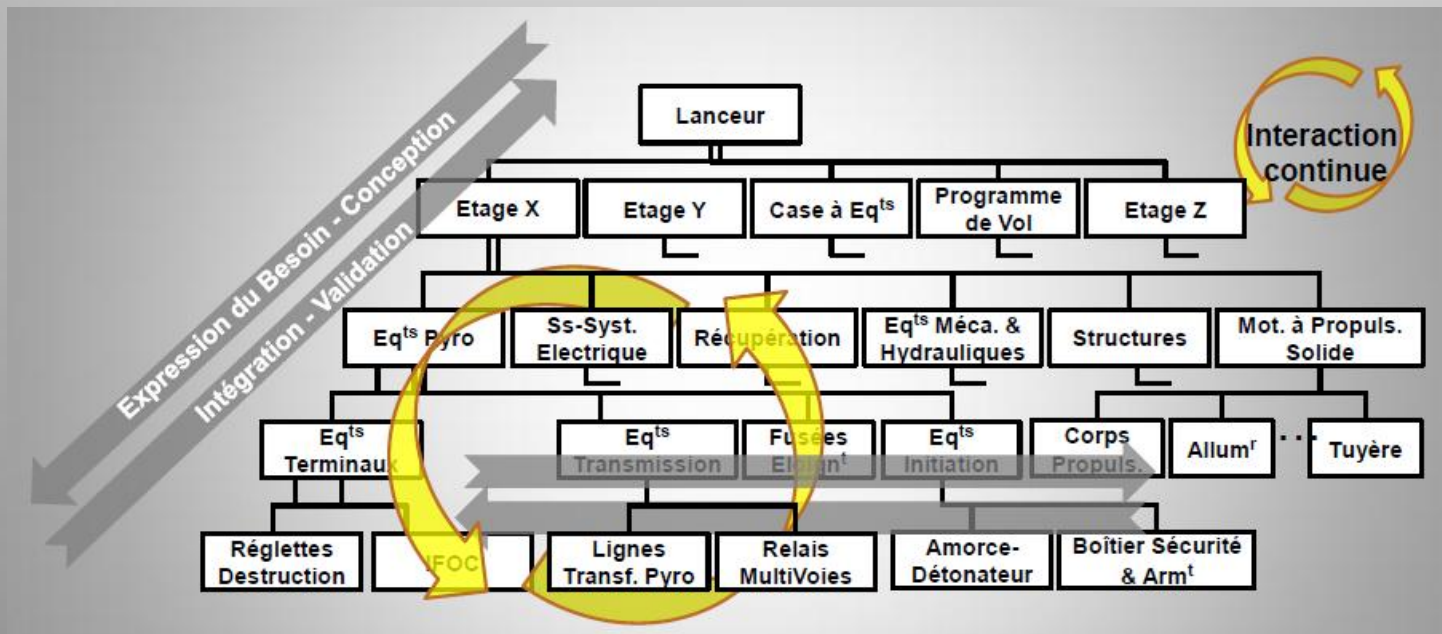 Expression du Besoin - Conception
Intégration - Validation
Lanceur
Interaction
continue
Etage X
Etage Y
Case à Eqts
Programme
de Vol
Etage Z
Eqts Pyro
Ss-Syst.
Electrique
Récupération
Eqts Méca. &
Hydrauliques
Structures
Mot. à Propuls.
Solide
Eqts
Terminaux
Eqts
Transmission
Fusées
Eloignt
Eqts
Initiation
Corps
Propuls.
Allumr
...
Tuyère
Réglettes
Destruction
IFOC
Lignes
Transf. Pyro
Relais
MultiVoies
Amorce-
Détonateur
Boîtier Sécurité
& Armt